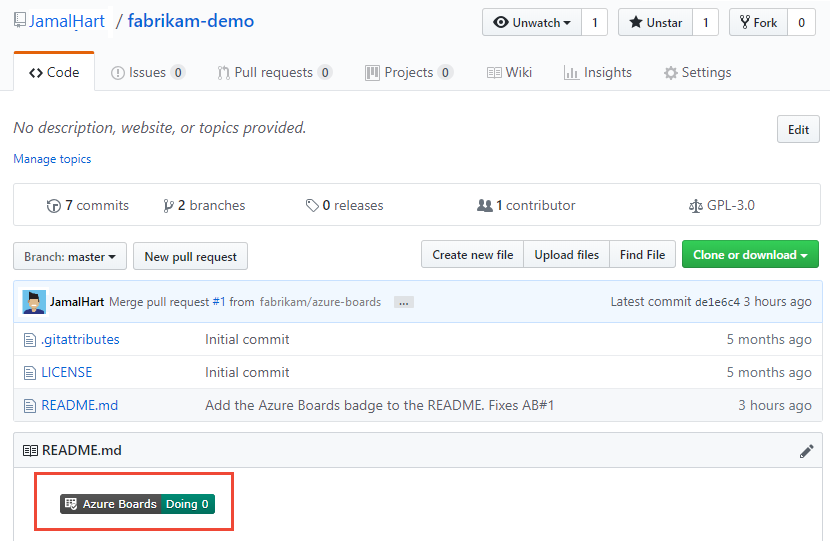 JamalHart / fabrikam-demo Unwatch 1 Unstar 1 Fork 0
Code Issues 0 Pull requests 0 Projects 0 Wiki Insights Settings
No description, website, or topics provided. Edit
Manage topics
7 commits 2 branches 0 releases 1 contributor GPL-3.0
Branch: master New pull request Create new file Upload files Find File Clone or download
JamalHart Merge pull request #1 from fabrikam/azure-boards ... Latest commit de1e6c4 3 hours ago
.gitattributes Initial commit 5 months ago
LICENSE Initial commit 5 months ago
README.md Add the Azure Boards badge to the README. Fixes AB#1 3 hours ago
README.md
Azure Boards Doing 0